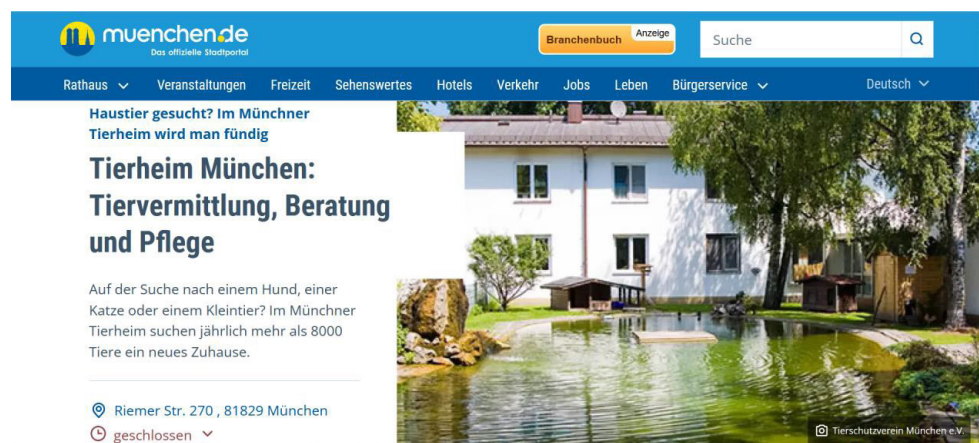 muenchen.de
Das offizielle Stadtportal
Branchenbuch
Anzeige
Suche
Rathaus
Veranstaltungen
Freizeit
Sehenswertes
Hotels
Verkehr
Jobs
Leben
Bürgerservice
Deutsch
Haustier gesucht? Im Münchner
Tierheim wird man fündig
Tierheim München:
Tiervermittlung, Beratung
und Pflege
Auf der Suche nach einem Hund, einer
Katze oder einem Kleintier? Im Münchner
Tierheim suchen jährlich mehr als 8000
Tiere ein neues Zuhause.
Riemer Str. 270 , 81829 München
geschlossen
Tierschutzverein München e.V.